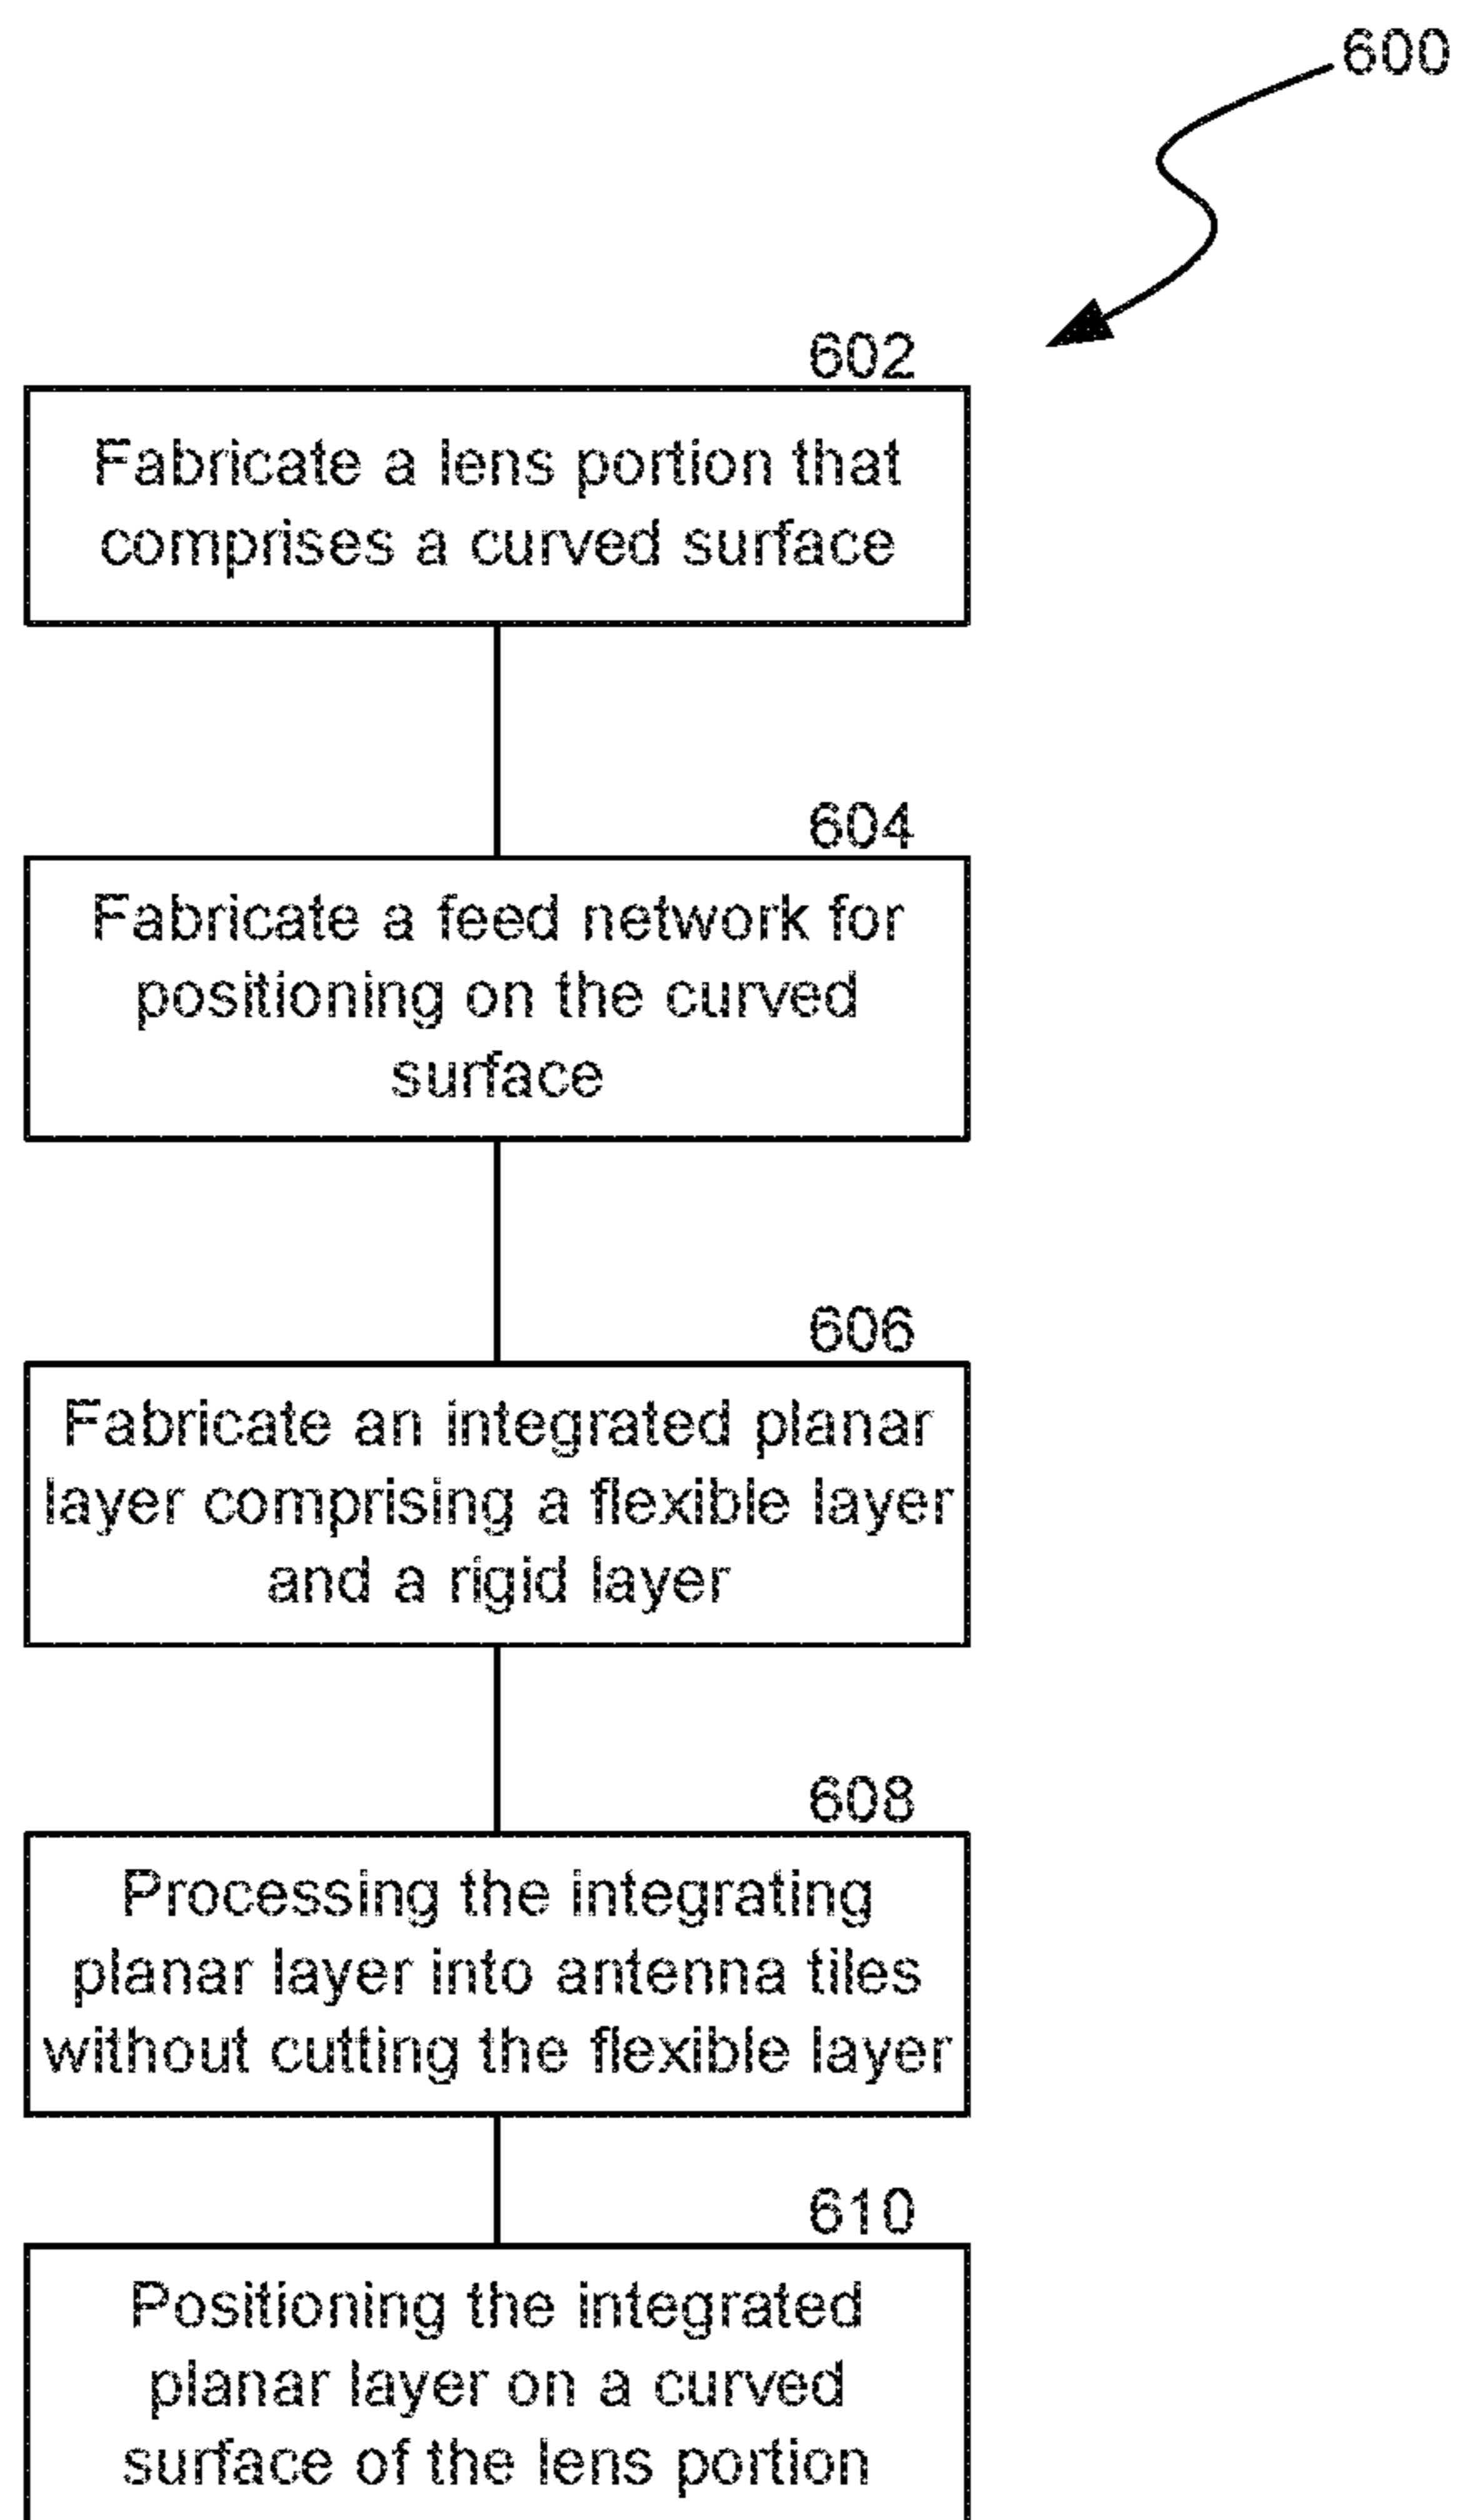 600
602
Fabricate a lens portion that
comprises a curved surface
604
Fabricate a feed network for
positioning on the curved
surface
606
Fabricate an integrated planar
layer comprising a flexible layer
and a rigid layer
608
Processing the integrating
planar layer into antenna tiles
without cutting the flexible layer
610
Positioning the integrated
planar layer on a curved
surface of the lens portion